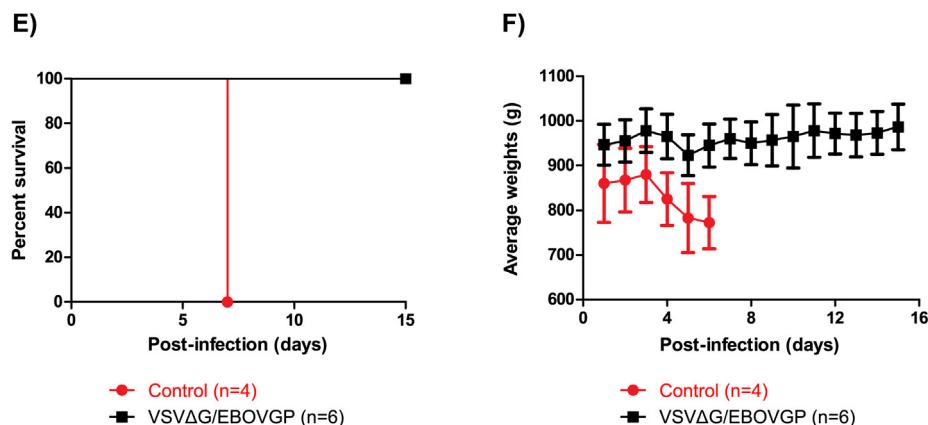 E)
100
80
60
40
20
0
Percent survival
0 5 10 15
Post-infection (days)
Control (n=4)
VSVΔG/EBOVGP (n=6)
F)
1100
1000
900
800
700
600
Average weights (g)
0 4 8 12 16
Post-infection (days)
Control (n=4)
VSVΔG/EBOVGP (n=6)